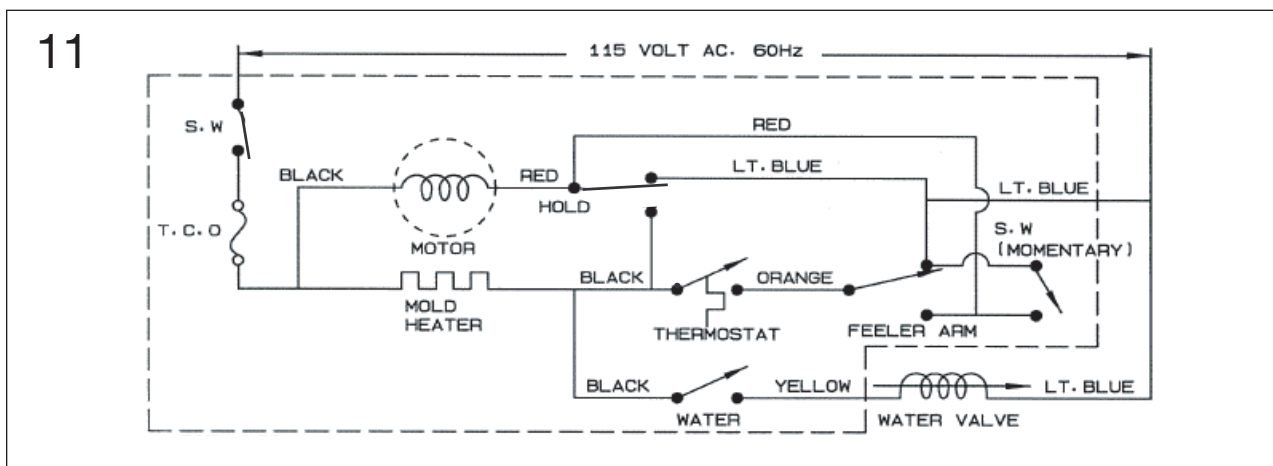 11
115 VOLT AC. 60Hz
S.W
RED
BLACK
RED
LT. BLUE
LT. BLUE
HOLD
T.C.O
MOTOR
S.W
(MOMENTARY)
BLACK
ORANGE
MOLD
HEATER
THERMOSTAT
FEELER ARM
BLACK
YELLOW
LT. BLUE
WATER
WATER VALVE